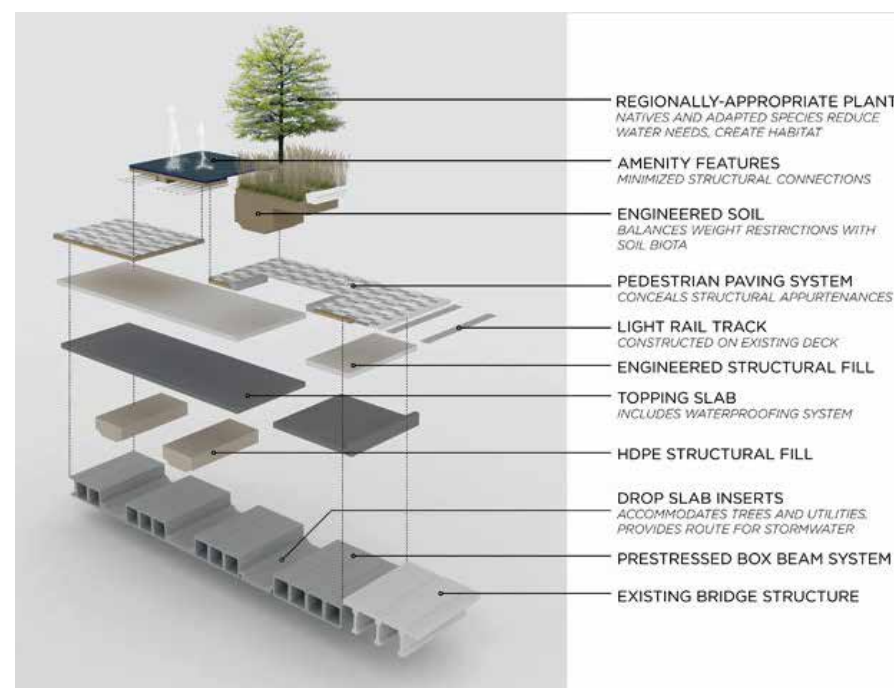 REGIONALLY-APPROPRIATE PLANT
NATIVES AND ADAPTED SPECIES REDUCE
WATER NEEDS, CREATE HABITAT
AMENITY FEATURES
MINIMIZED STRUCTURAL CONNECTIONS
ENGINEERED SOIL
BALANCES WEIGHT RESTRICTIONS WITH
SOIL BIOTA
PEDESTRIAN PAVING SYSTEM
CONCEALS STRUCTURAL APPURTENANCES
LIGHT RAIL TRACK
CONSTRUCTED ON EXISTING DECK
ENGINEERED STRUCTURAL FILL
TOPPING SLAB
INCLUDES WATERPROOFING SYSTEM
HDPE STRUCTURAL FILL
DROP SLAB INSERTS
ACCOMMODATES TREES AND UTILITIES.
PROVIDES ROUTE FOR STORMWATER
PRESTRESSED BOX BEAM SYSTEM
EXISTING BRIDGE STRUCTURE